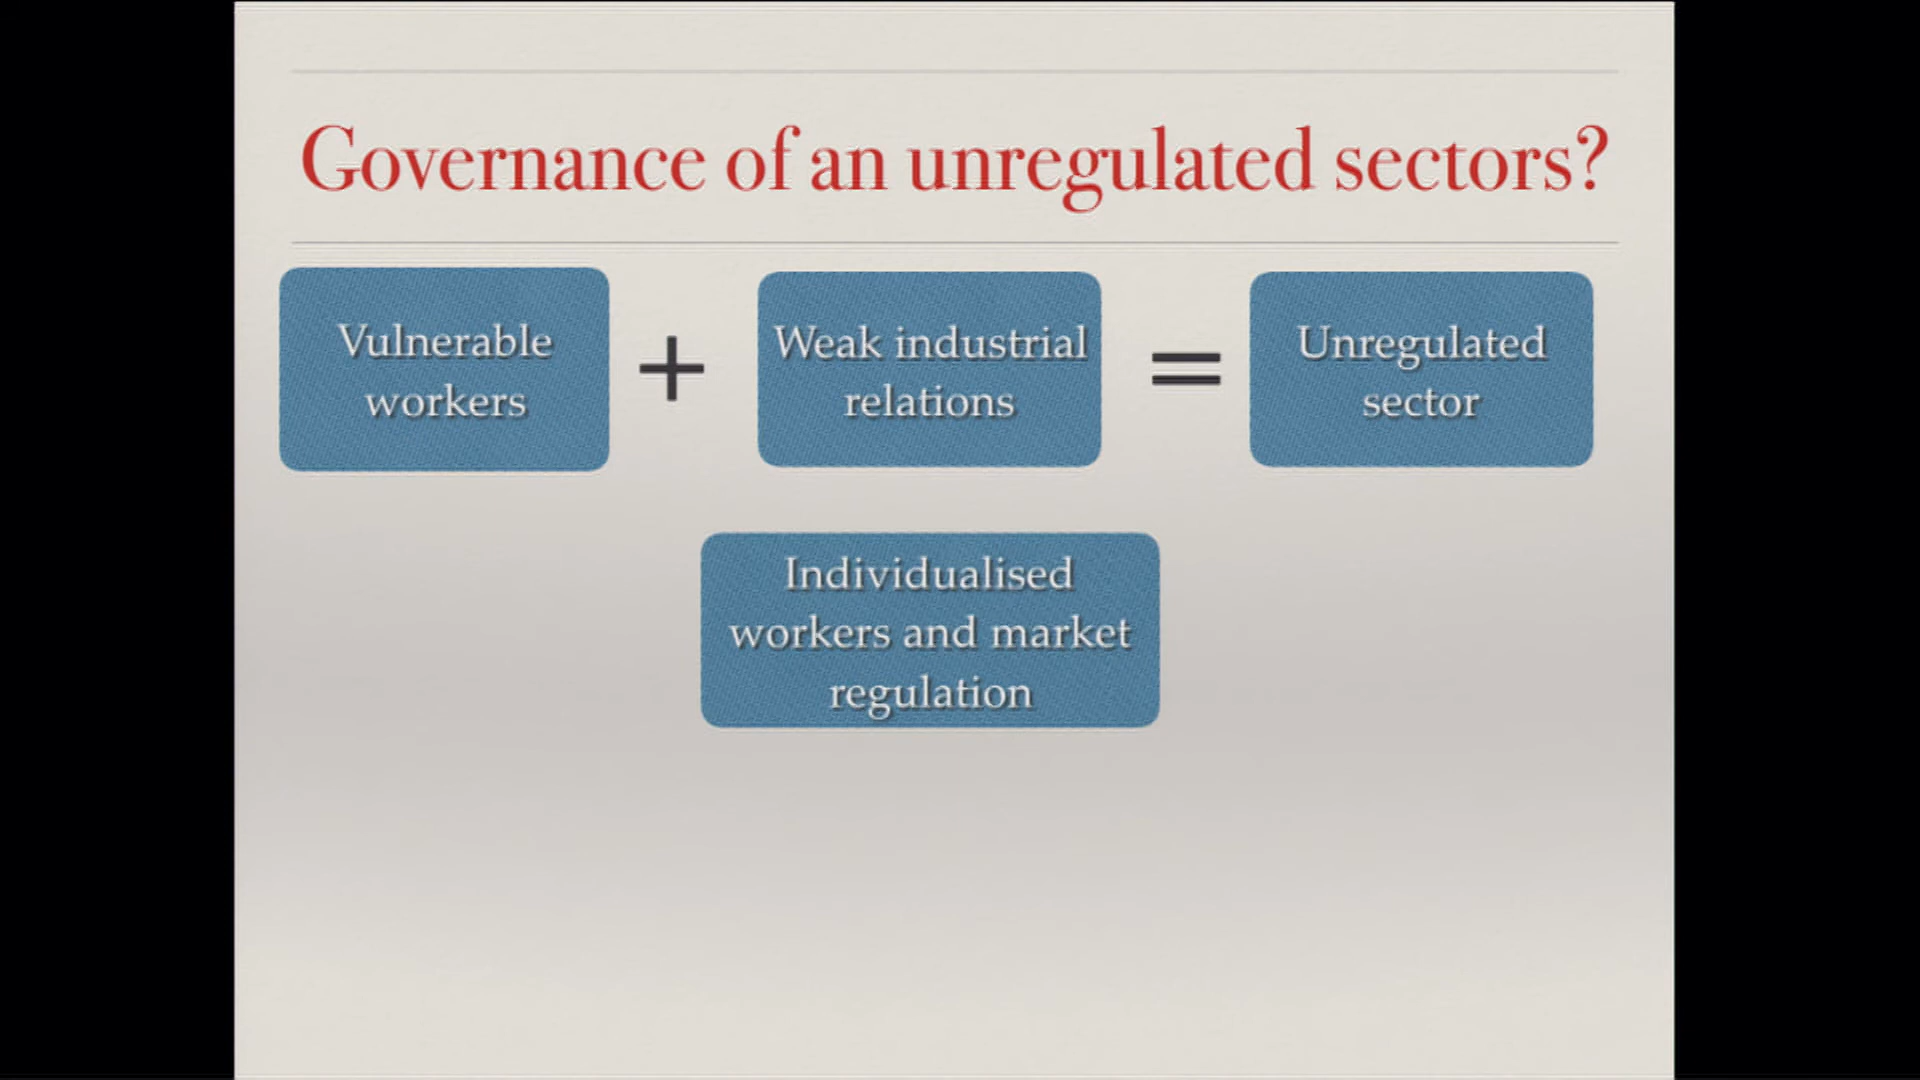 Governance of an unregulated sectors?
Vulnerable
workers
+
Weak industrial
relations
=
Unregulated
sector
Individualised
workers and market
regulation